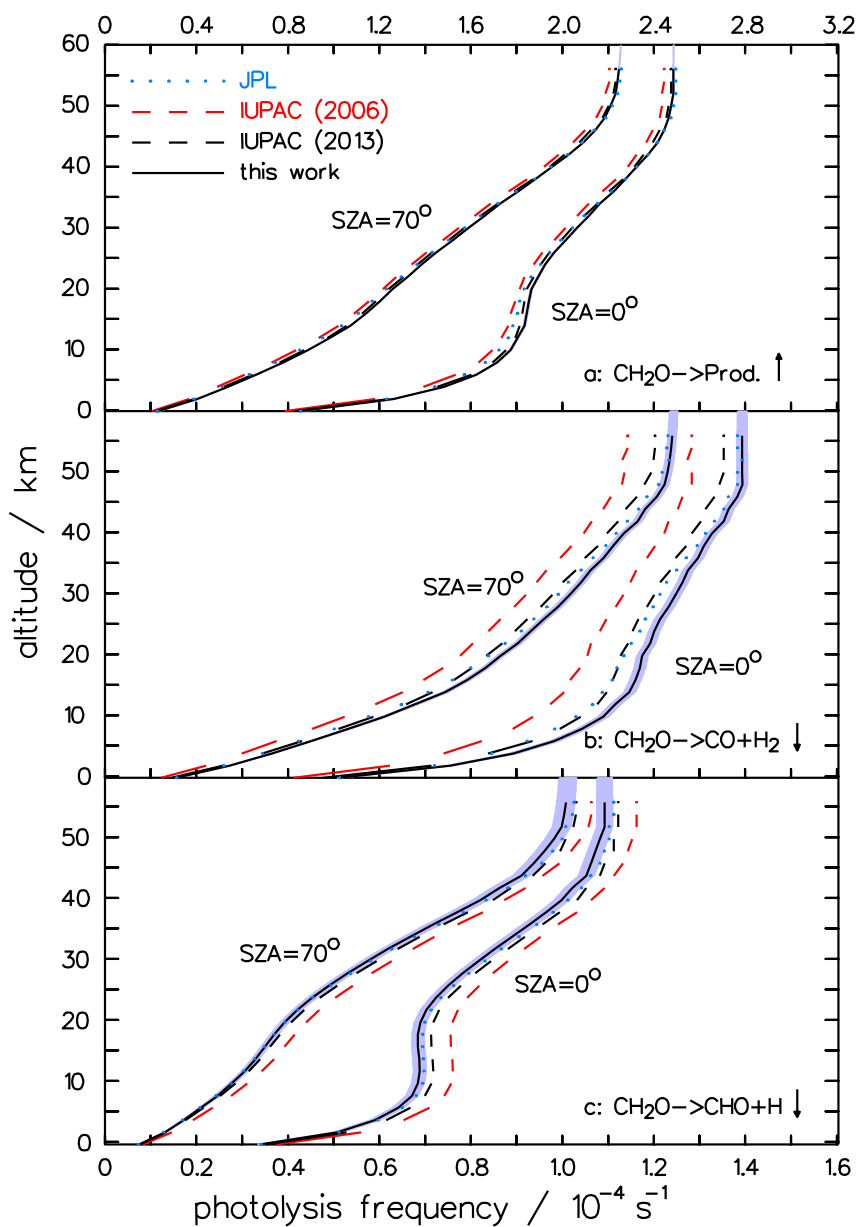 0 0.4 0.8 1.2 1.6 2.0 2.4 2.8 3.2
60
50
40
30
20
10
0
JPL
IUPAC (2006)
IUPAC (2013)
this work
SZA=70°
SZA=0°
a: CH₂O−>Prod. ↑
50
40
30
20
10
0
SZA=70°
SZA=0°
b: CH₂O−>CO+H₂ ↓
50
40
30
20
10
0
SZA=70°
SZA=0°
c: CH₂O−>CHO+H ↓
altitude / km
0 0.2 0.4 0.6 0.8 1.0 1.2 1.4 1.6
photolysis frequency / 10⁻⁴ s⁻¹